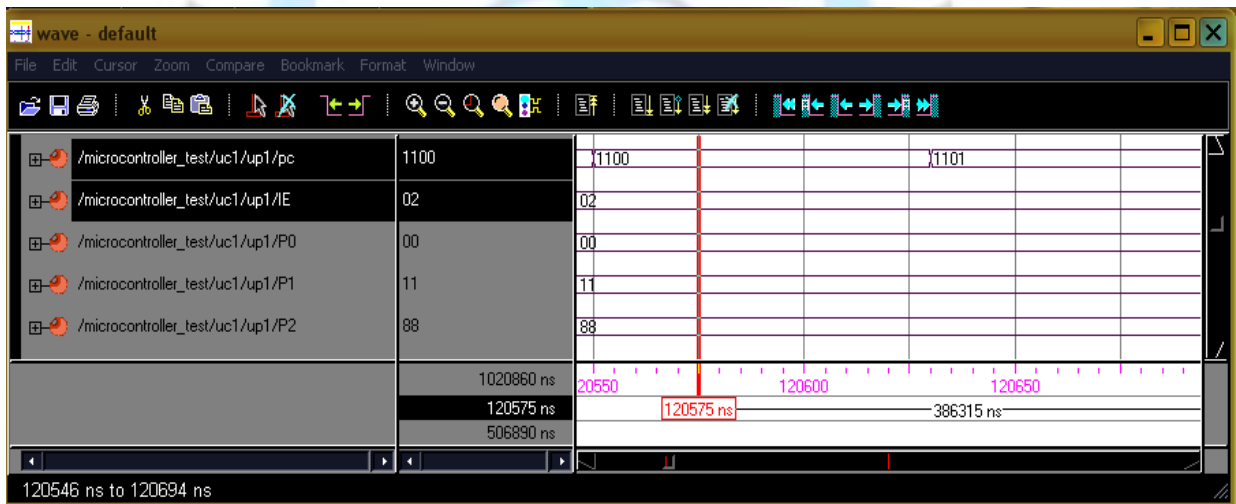 wave - default
File Edit Cursor Zoom Compare Bookmark Format Window
/microcontroller_test/uc1/up1/pc 1100 1100 1101
/microcontroller_test/uc1/up1/IE 02 02
/microcontroller_test/uc1/up1/P0 00 00
/microcontroller_test/uc1/up1/P1 11 11
/microcontroller_test/uc1/up1/P2 88 88
1020860 ns 20550 120600 120650
120575 ns 120575 ns 386315 ns
506890 ns
120546 ns to 120694 ns